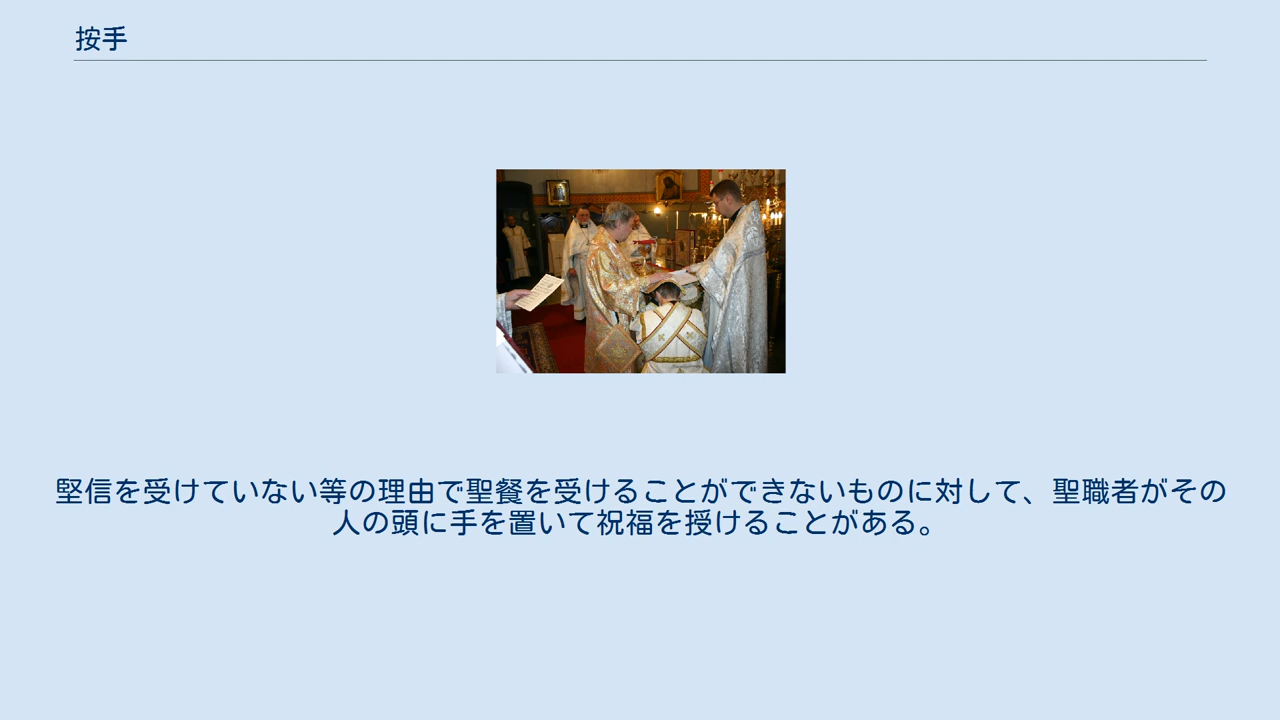 按手
堅信を受けていない等の理由で聖餐を受けることができないものに対して、聖職者がその
人の頭に手を置いて祝福を授けることがある。